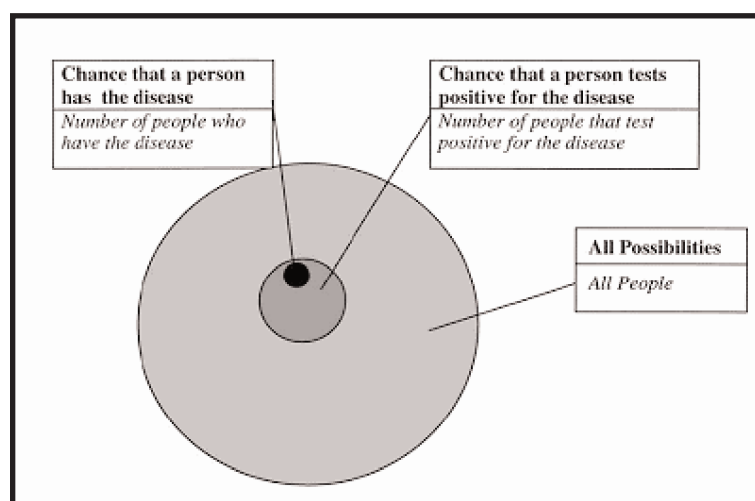 Chance that a person
has the disease
Number of people who
have the disease
Chance that a person tests
positive for the disease
Number of people that test
positive for the disease
All Possibilities
All People